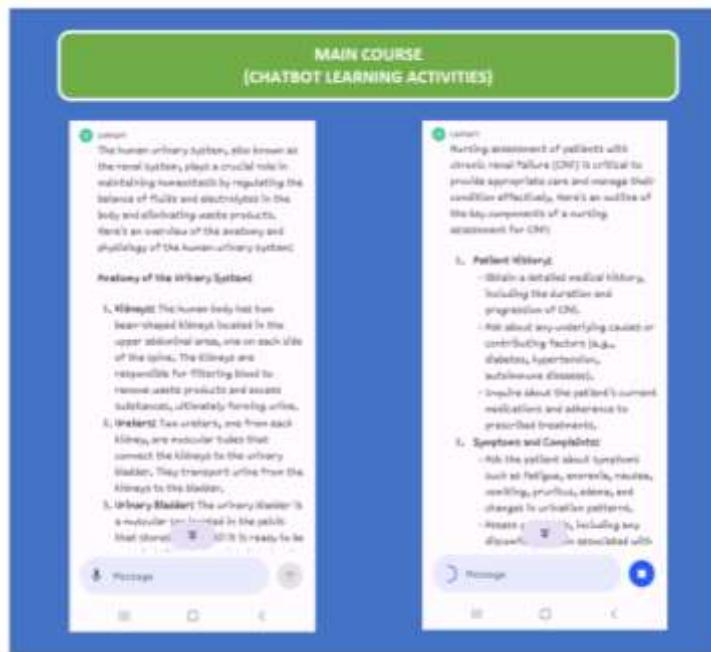 MAIN COURSE
(CHATBOT LEARNING ACTIVITIES)
The human urinary system, also known as
the renal system, plays a crucial role in
maintaining homeostasis by regulating the
balance of fluids and electrolytes in the
body and eliminating waste products.
Here's an overview of the anatomy and
physiology of the human urinary system:
Anatomy of the Urinary System:
1. Kidneys: The human body has two
bean-shaped kidneys located in the
upper abdominal area, one on each side
of the spine. The kidneys are
responsible for filtering blood to
remove waste products and excess
substances, ultimately forming urine.
2. Ureters: Two ureters, one from each
kidney, are muscular tubes that
connect the kidneys to the urinary
bladder. They transport urine from the
kidneys to the bladder.
3. Urinary Bladder: The urinary bladder is
a muscular located in the pelvis
that it is ready to be
Message
Nursing assessment of patients with
chronic renal failure (CRF) is critical to
provide appropriate care and manage their
condition effectively. Here's an outline of
the key components of a nursing
assessment for CRF:
1. Patient History:
- Obtain a detailed medical history,
including the duration and
progression of CRF.
- Ask about any underlying causes or
contributing factors (e.g.,
diabetes, hypertension,
autoimmune diseases).
- Inquire about the patient's current
medications and adherence to
prescribed treatments.
2. Symptoms and Complaints:
- Ask the patient about symptoms
such as fatigue, anorexia, nausea,
vomiting, pruritus, edema, and
changes in urination patterns.
- Assess including any
associated with
Message